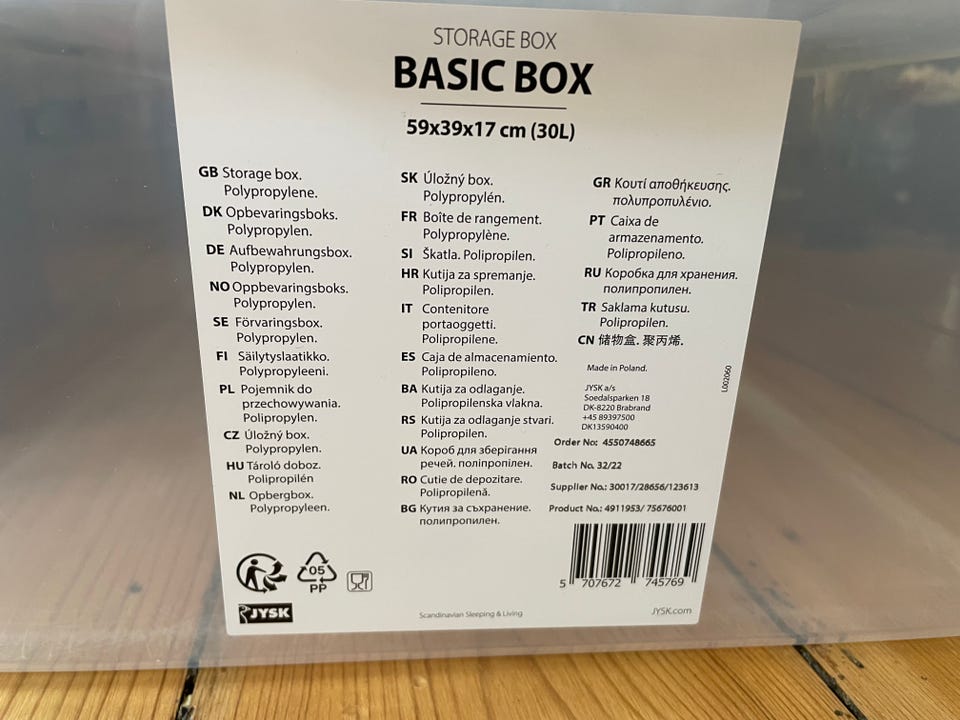 STORAGE BOX
BASIC BOX
59x39x17 cm (30L)
GB Storage box.
Polypropylene.
DK Opbevaringsboks.
Polypropylen.
DE Aufbewahrungsbox.
Polypropylen.
NO Oppbevaringsboks.
Polypropylen.
SE Förvaringsbox.
Polypropylen.
FI Säilytyslaatikko.
Polypropyleeni.
PL Pojemnik do
przechowywania.
Polipropylen.
CZ Úložný box.
Polypropylen.
HU Tároló doboz.
Polipropilén
NL Opbergbox.
Polypropyleen.
SK Úložný box.
Polypropylén.
FR Boîte de rangement.
Polypropylène.
SI Škatla. Polipropilen.
HR Kutija za spremanje.
Polipropilen.
IT Contenitore
portaoggetti.
Polipropilene.
ES Caja de almacenamiento.
Polipropileno.
BA Kutija za odlaganje.
Polipropilenska vlakna.
RS Kutija za odlaganje stvari.
Polipropilen.
UA Короб для зберігання
речей. поліпропілен.
RO Cutie de depozitare.
Polipropilenă.
BG Кутия за съхранение.
полипропилен.
GR Κουτί αποθήκευσης.
πολυπροπυλένιο.
PT Caixa de
armazenamento.
Polipropileno.
RU Коробка для хранения.
полипропилен.
TR Saklama kutusu.
Polipropilen.
CN 储物盒. 聚丙烯.
Made in Poland.
JYSK a/s
Soedalsparken 18
DK-8220 Brabrand
+45 89397500
DK13590400
L002060
Order No: 4550748665
Batch No. 32/22
Supplier No.: 30017/28656/123613
Product No.: 4911953/ 75676001
5 707672 745769
05
PP
JYSK
Scandinavian Sleeping & Living
JYSK.com